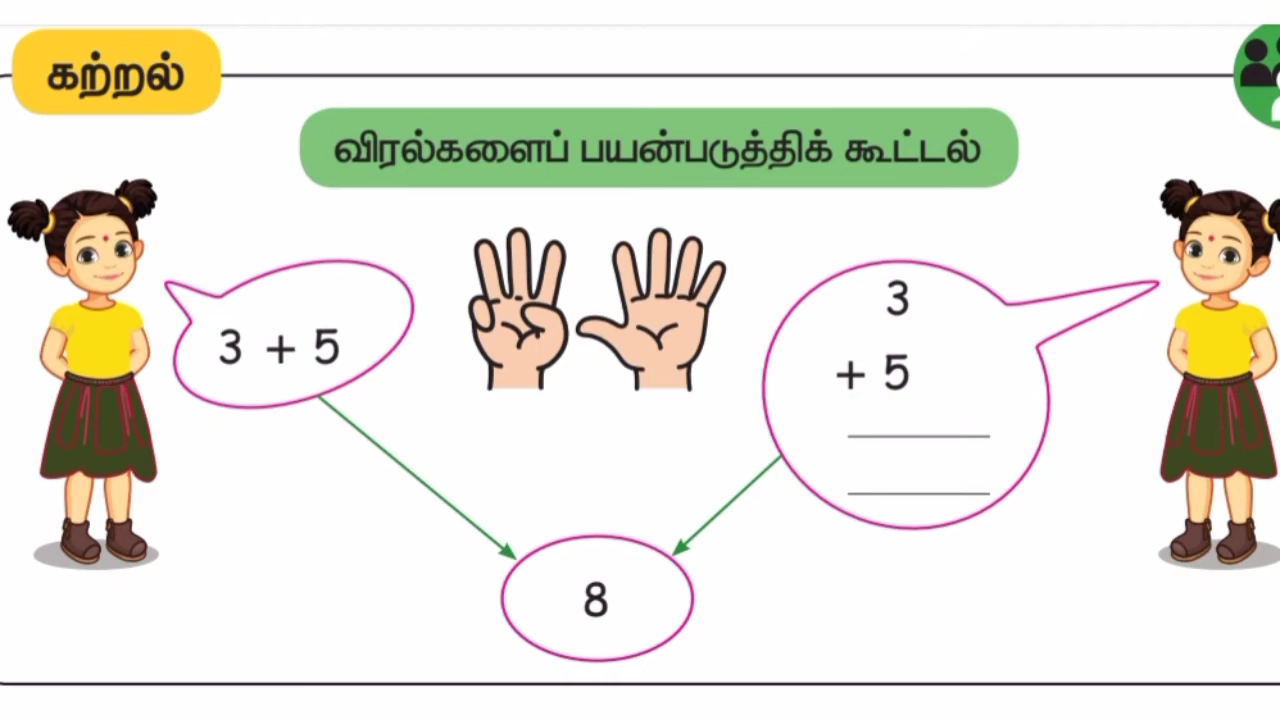 கற்றல்
விரல்களைப் பயன்படுத்திக் கூட்டல்
3 + 5
3
+ 5
8